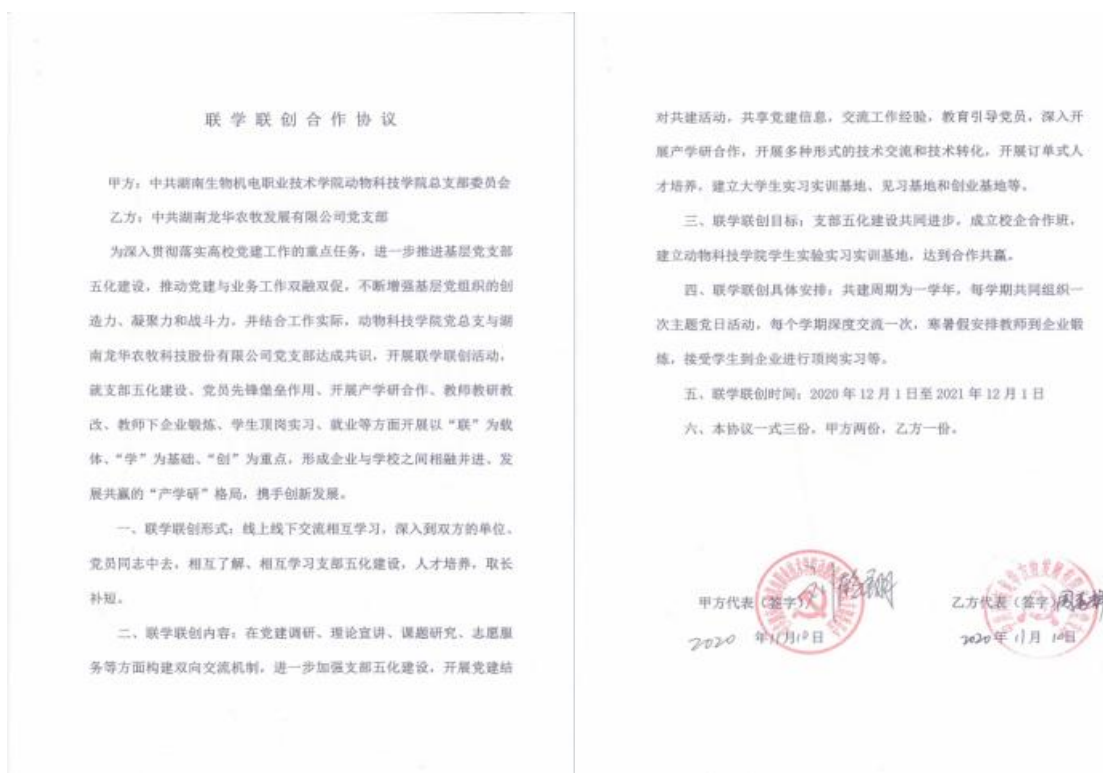 联学联创合作协议
甲方：中共湖南生物机电职业技术学院动物科技学院总支部委员会
乙方：中共湖南龙华农牧发展有限公司党支部
为深入贯彻落实高校党建工作的重点任务，进一步推进基层党支部
五化建设，推动党建与业务工作双融双促，不断增强基层党组织的创
造力、凝聚力和战斗力，并结合工作实际，动物科技学院党总支与湖
南龙华农牧科技股份有限公司党支部达成共识，开展联学联创活动，
就支部五化建设、党员先锋堡垒作用、开展产学研合作、教师教研教
改、教师下企业锻炼、学生顶岗实习、就业等方面开展以“联”为载
体、“学”为基础、“创”为重点，形成企业与学校之间相融并进、发
展共赢的“产学研”格局，携手创新发展。
一、联学联创形式：线上线下交流相互学习，深入到双方的单位、
党员同志中去，相互了解、相互学习支部五化建设，人才培养，取长
补短。
二、联学联创内容：在党建调研、理论宣讲、课题研究、志愿服
务等方面构建双向交流机制，进一步加强支部五化建设，开展党建结
对共建活动，共享党建信息，交流工作经验，教育引导党员，深入开
展产学研合作，开展多种形式的技术交流和技术转化，开展订单式人
才培养，建立大学生实习实训基地、见习基地和创业基地等。
三、联学联创目标：支部五化建设共同进步，成立校企合作班，
建立动物科技学院学生实验实习实训基地，达到合作共赢。
四、联学联创具体安排：共建周期为一学年，每学期共同组织一
次主题党日活动，每个学期深度交流一次，寒暑假安排教师到企业锻
炼，接受学生到企业进行顶岗实习等。
五、联学联创时间：2020 年 12 月 1 日至 2021 年 12 月 1 日
六、本协议一式三份，甲方两份，乙方一份。
甲方代表（签字）
2020 年 11 月 10 日
乙方代表（签字）
2020 年 11 月 10 日